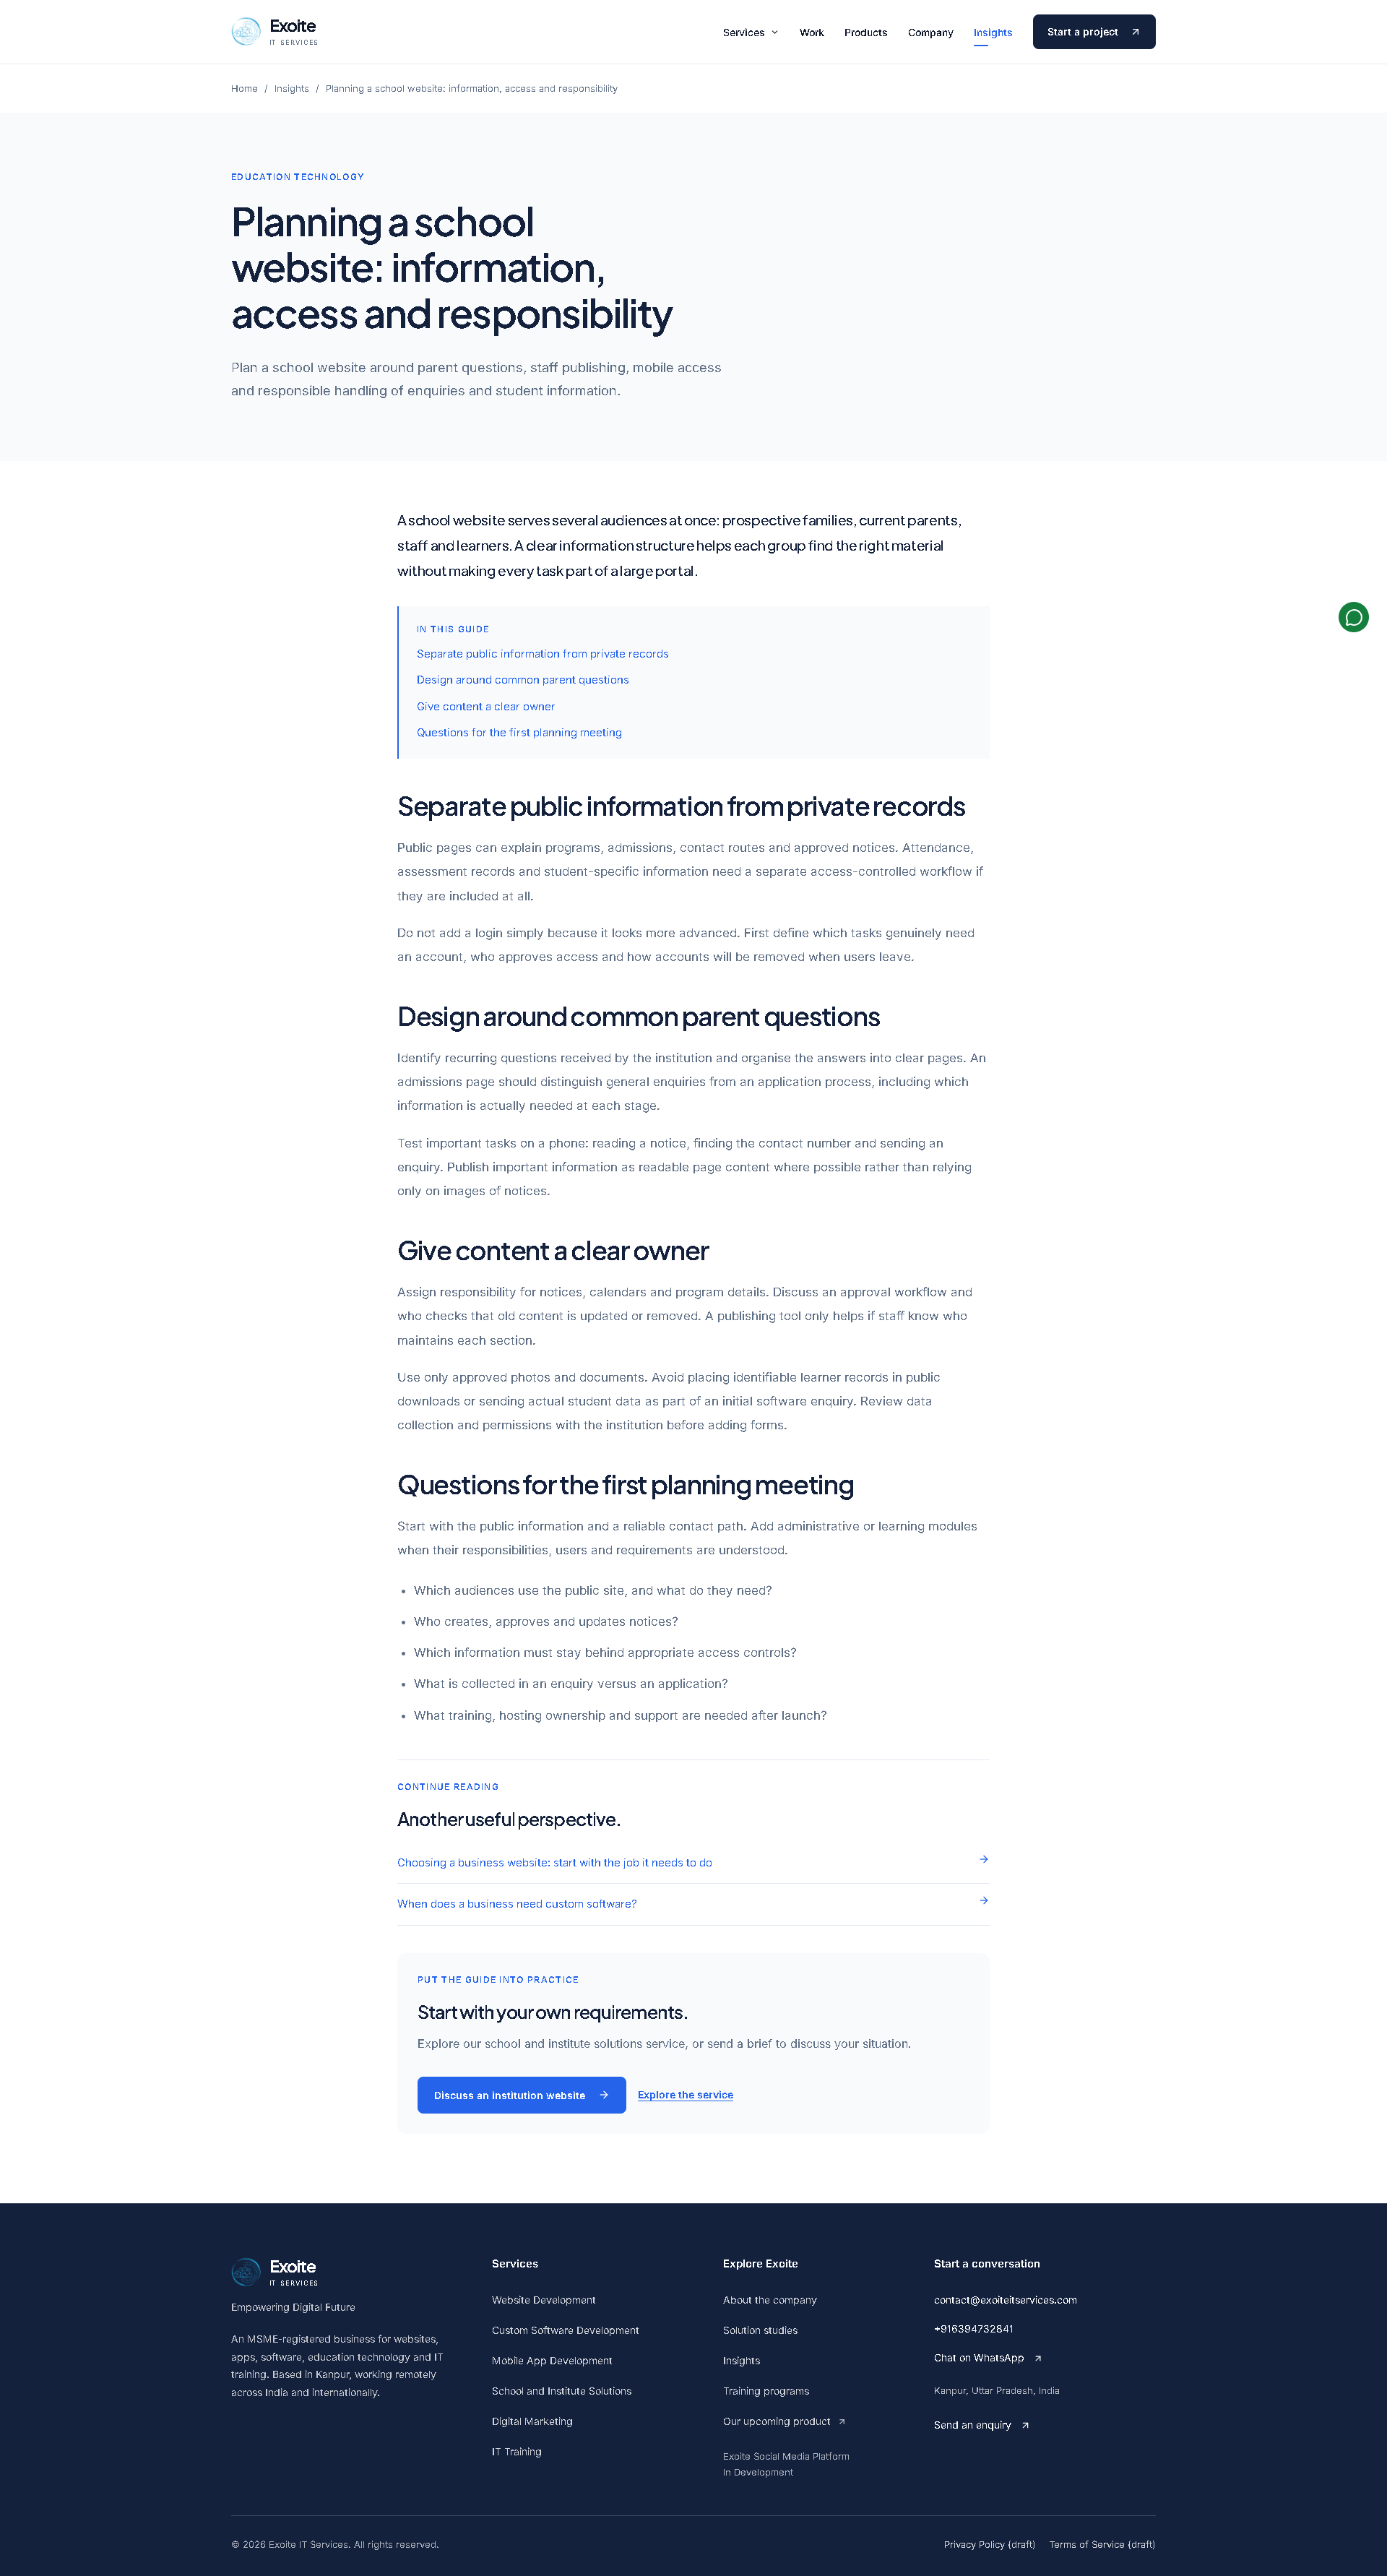 Exoite
IT SERVICES
Services
Work
Products
Company
Insights
Start a project
Home / Insights / Planning a school website: information, access and responsibility
EDUCATION TECHNOLOGY
Planning a school
website: information,
access and responsibility
Plan a school website around parent questions, staff publishing, mobile access
and responsible handling of enquiries and student information.
A school website serves several audiences at once: prospective families, current parents,
staff and learners. A clear information structure helps each group find the right material
without making every task part of a large portal.
IN THIS GUIDE
Separate public information from private records
Design around common parent questions
Give content a clear owner
Questions for the first planning meeting
Separate public information from private records
Public pages can explain programs, admissions, contact routes and approved notices. Attendance,
assessment records and student-specific information need a separate access-controlled workflow if
they are included at all.
Do not add a login simply because it looks more advanced. First define which tasks genuinely need
an account, who approves access and how accounts will be removed when users leave.
Design around common parent questions
Identify recurring questions received by the institution and organise the answers into clear pages. An
admissions page should distinguish general enquiries from an application process, including which
information is actually needed at each stage.
Test important tasks on a phone: reading a notice, finding the contact number and sending an
enquiry. Publish important information as readable page content where possible rather than relying
only on images of notices.
Give content a clear owner
Assign responsibility for notices, calendars and program details. Discuss an approval workflow and
who checks that old content is updated or removed. A publishing tool only helps if staff know who
maintains each section.
Use only approved photos and documents. Avoid placing identifiable learner records in public
downloads or sending actual student data as part of an initial software enquiry. Review data
collection and permissions with the institution before adding forms.
Questions for the first planning meeting
Start with the public information and a reliable contact path. Add administrative or learning modules
when their responsibilities, users and requirements are understood.
• Which audiences use the public site, and what do they need?
• Who creates, approves and updates notices?
• Which information must stay behind appropriate access controls?
• What is collected in an enquiry versus an application?
• What training, hosting ownership and support are needed after launch?
CONTINUE READING
Another useful perspective.
Choosing a business website: start with the job it needs to do
When does a business need custom software?
PUT THE GUIDE INTO PRACTICE
Start with your own requirements.
Explore our school and institute solutions service, or send a brief to discuss your situation.
Discuss an institution website
Explore the service
Exoite
IT SERVICES
Empowering Digital Future
An MSME-registered business for websites,
apps, software, education technology and IT
training. Based in Kanpur, working remotely
across India and internationally.
Services
Website Development
Custom Software Development
Mobile App Development
School and Institute Solutions
Digital Marketing
IT Training
Explore Exoite
About the company
Solution studies
Insights
Training programs
Our upcoming product
Exoite Social Media Platform
In Development
Start a conversation
contact@exoiteitservices.com
+916394732841
Chat on WhatsApp
Kanpur, Uttar Pradesh, India
Send an enquiry
© 2026 Exoite IT Services. All rights reserved.
Privacy Policy (draft)
Terms of Service (draft)